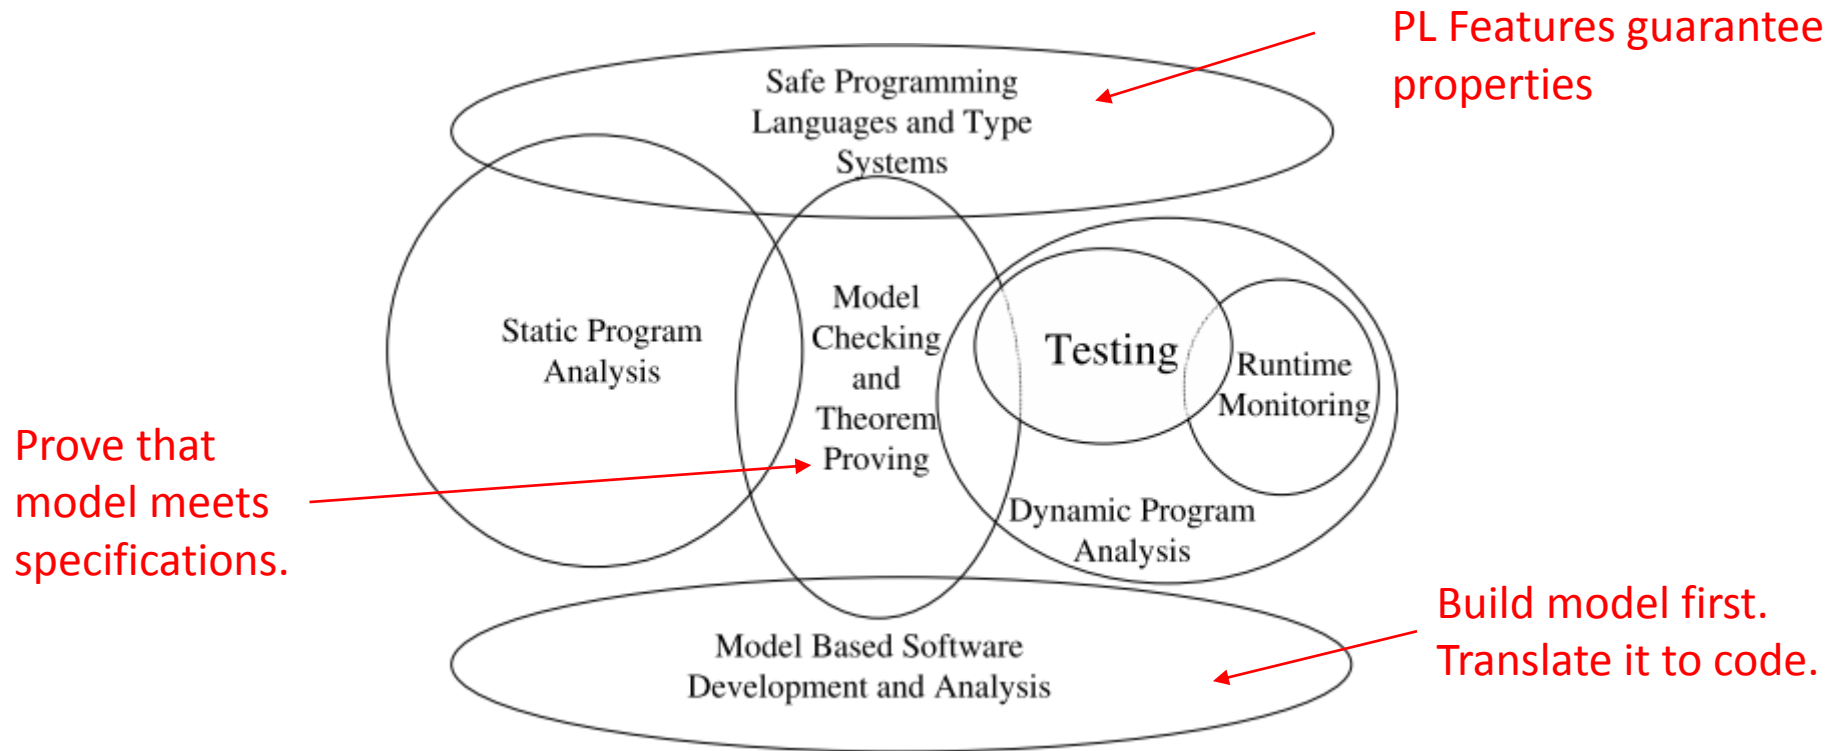 PL Features guarantee
properties
Safe Programming
Languages and Type
Systems
Static Program
Analysis
Model
Checking
and
Theorem
Proving
Testing
Runtime
Monitoring
Dynamic Program
Analysis
Prove that
model meets
specifications.
Model Based Software
Development and Analysis
Build model first.
Translate it to code.